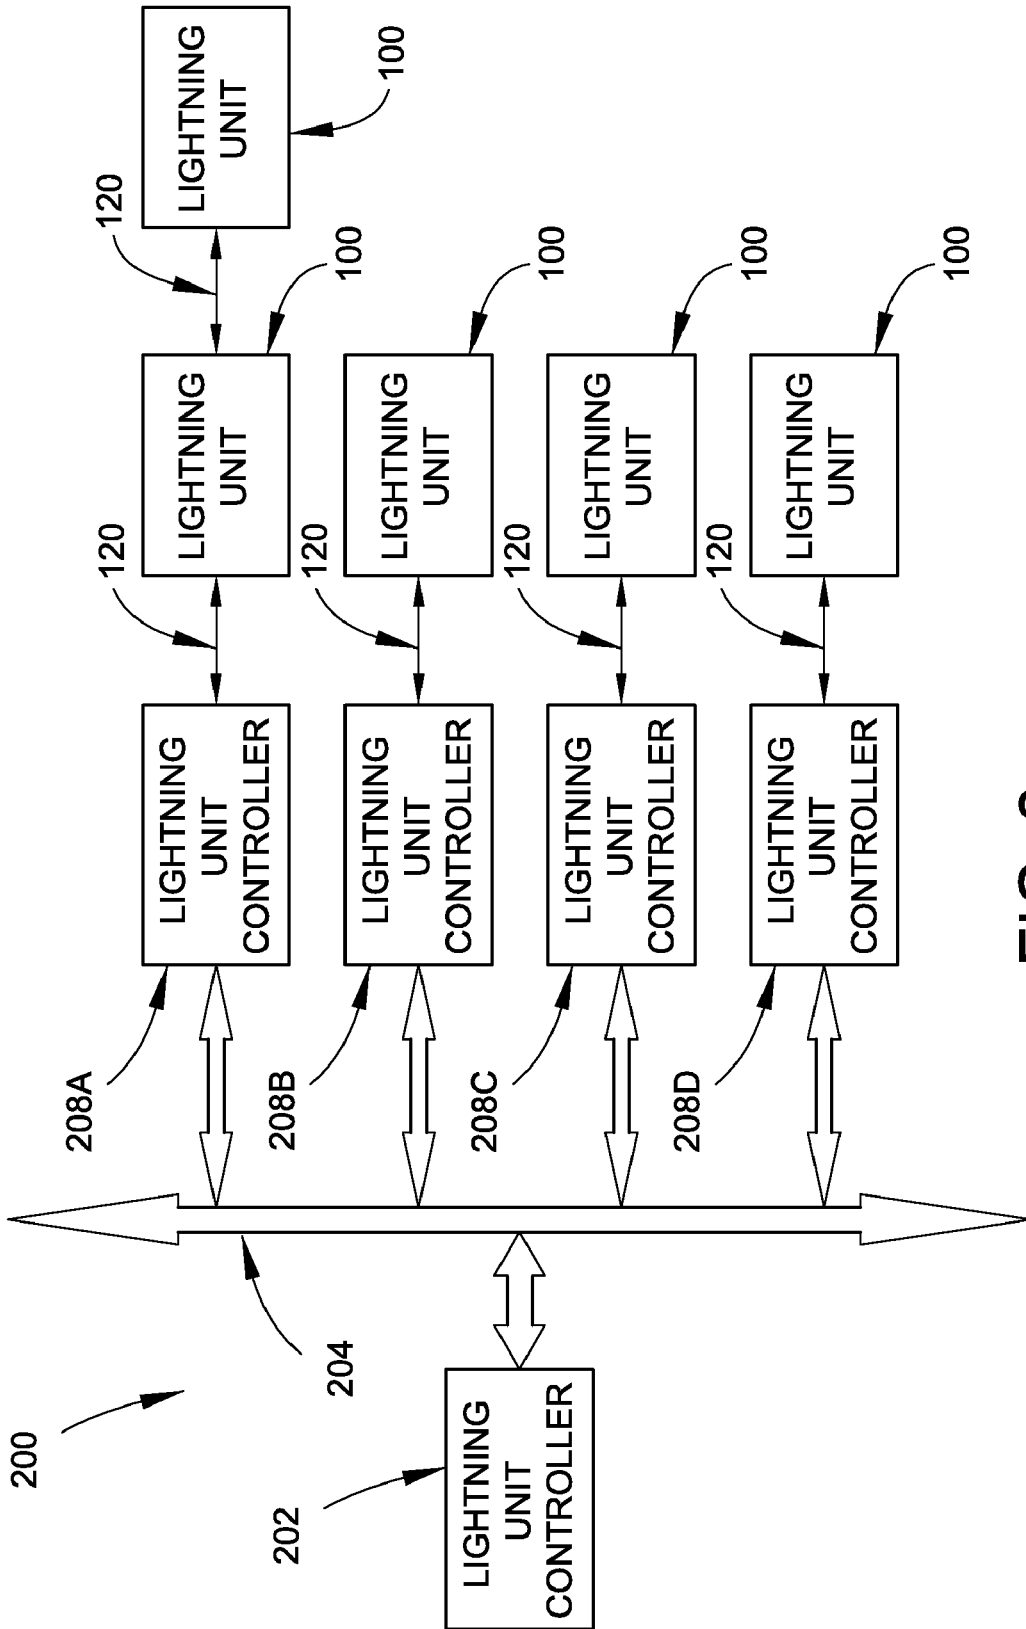 200
208A
120
120
LIGHTNING
UNIT
CONTROLLER
LIGHTNING
UNIT
LIGHTNING
UNIT
100
100
202
204
208B
120
LIGHTNING
UNIT
CONTROLLER
LIGHTNING
UNIT
100
LIGHTNING
UNIT
CONTROLLER
208C
120
LIGHTNING
UNIT
CONTROLLER
LIGHTNING
UNIT
100
208D
120
LIGHTNING
UNIT
CONTROLLER
LIGHTNING
UNIT
100
FIG.